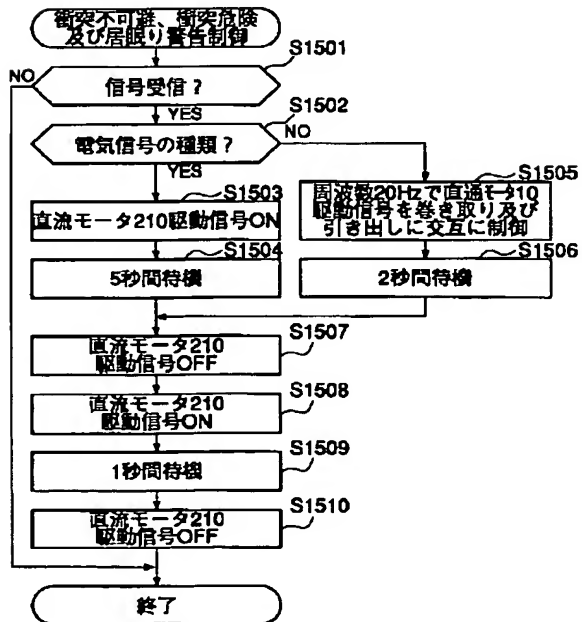 衝突不可避、衝突危険
及び居眠り警告制御
S1501
NO
信号受信?
YES
S1502
電気信号の種類?
NO
YES
S1503
直流モータ210駆動信号ON
S1505
周波数20Hzで直通モータ10
駆動信号を巻き取り及び
引き出しに交互に制御
S1504
5秒間待機
S1506
2秒間待機
S1507
直流モータ210
駆動信号OFF
S1508
直流モータ210
駆動信号ON
S1509
1秒間待機
S1510
直流モータ210
駆動信号OFF
終了